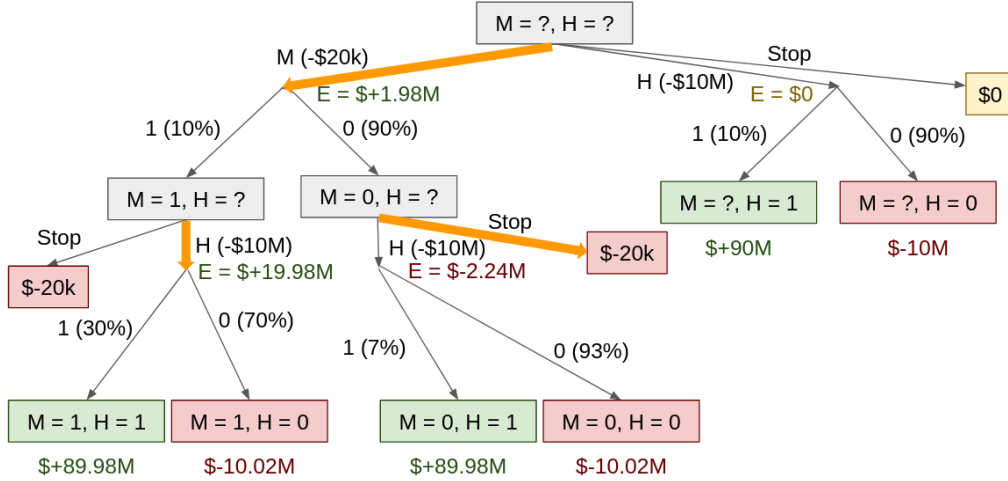 M = ?, H = ?
M (-$20k)
Stop
H (-$10M)
E = $+1.98M
E = $0
$0
1 (10%)
0 (90%)
1 (10%)
0 (90%)
M = 1, H = ?
M = 0, H = ?
M = ?, H = 1
M = ?, H = 0
Stop
Stop
H (-$10M)
H (-$10M)
$+90M
$-10M
$-20k
E = $+19.98M
E = $-2.24M
$-20k
1 (30%)
0 (70%)
1 (7%)
0 (93%)
M = 1, H = 1
M = 1, H = 0
M = 0, H = 1
M = 0, H = 0
$+89.98M
$-10.02M
$+89.98M
$-10.02M